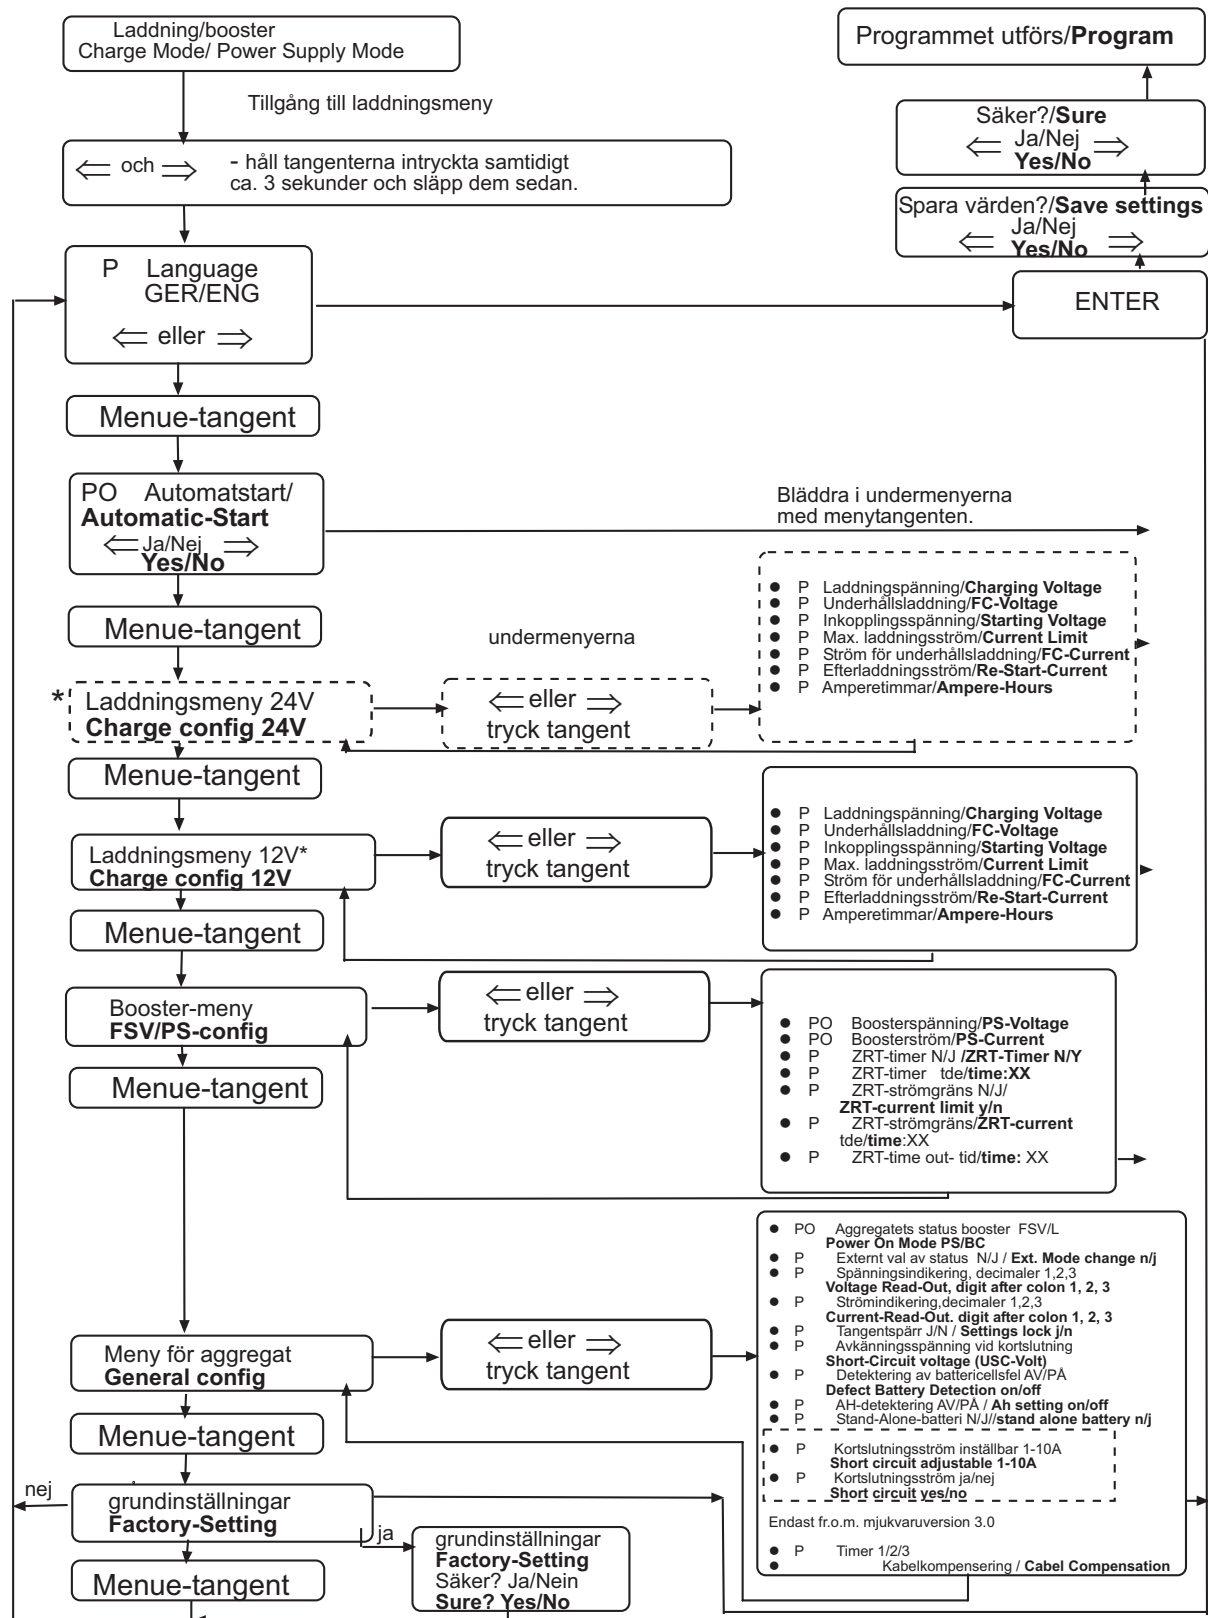 Laddning/booster
Charge Mode/ Power Supply Mode
Tillgång till laddningsmeny
⇐ och ⇒ - håll tangenterna intryckta samtidigt
ca. 3 sekunder och släpp dem sedan.
Programmet utförs/Program
Säker?/Sure
Ja/Nej
⇐ Yes/No ⇒
Spara värden?/Save settings
Ja/Nej
⇐ Yes/No ⇒
P Language
GER/ENG
⇐ eller ⇒
ENTER
Menue-tangent
PO Automatstart/
Automatic-Start
⇐ Ja/Nej ⇒
Yes/No
Bläddra i undermenyerna
med menytangenten.
Menue-tangent
undermenyerna
* Laddningsmeny 24V
Charge config 24V
⇐ eller ⇒
tryck tangent
● P Laddningspänning/Charging Voltage
● P Underhållsladdning/FC-Voltage
● P Inkopplingsspänning/Starting Voltage
● P Max. laddningsström/Current Limit
● P Ström för underhållsladdning/FC-Current
● P Efterladdningsström/Re-Start-Current
● P Amperetimmar/Ampere-Hours
Menue-tangent
Laddningsmeny 12V*
Charge config 12V
⇐ eller ⇒
tryck tangent
● P Laddningspänning/Charging Voltage
● P Underhållsladdning/FC-Voltage
● P Inkopplingsspänning/Starting Voltage
● P Max. laddningsström/Current Limit
● P Ström för underhållsladdning/FC-Current
● P Efterladdningsström/Re-Start-Current
● P Amperetimmar/Ampere-Hours
Menue-tangent
Booster-meny
FSV/PS-config
⇐ eller ⇒
tryck tangent
● PO Boosterspänning/PS-Voltage
● PO Boosterström/PS-Current
● P ZRT-timer N/J /ZRT-Timer N/Y
● P ZRT-timer tde/time:XX
● P ZRT-strömgräns N/J/
ZRT-current limit y/n
● P ZRT-strömgräns/ZRT-current
tde/time:XX
● P ZRT-time out- tid/time: XX
Menue-tangent
Meny för aggregat
General config
⇐ eller ⇒
tryck tangent
● PO Aggregatets status booster FSV/L
Power On Mode PS/BC
● P Externt val av status N/J / Ext. Mode change n/j
● P Spänningsindikering, decimaler 1,2,3
Voltage Read-Out, digit after colon 1, 2, 3
● P Strömindikering,decimaler 1,2,3
Current-Read-Out. digit after colon 1, 2, 3
● P Tangentspärr J/N / Settings lock j/n
● P Avkänningsspänning vid kortslutning
Short-Circuit voltage (USC-Volt)
● P Detektering av battericellsfel AV/PÅ
Defect Battery Detection on/off
● P AH-detektering AV/PÅ / Ah setting on/off
● P Stand-Alone-batteri N/J//stand alone battery n/j
● P Kortslutningsström inställbar 1-10A
Short circuit adjustable 1-10A
● P Kortslutningsström ja/nej
Short circuit yes/no
Endast fr.o.m. mjukvaruversion 3.0
● P Timer 1/2/3
● Kabelkompensering / Cabel Compensation
Menue-tangent
nej
grundinställningar
Factory-Setting
ja
grundinställningar
Factory-Setting
Säker? Ja/Nein
Sure? Yes/No
Menue-tangent